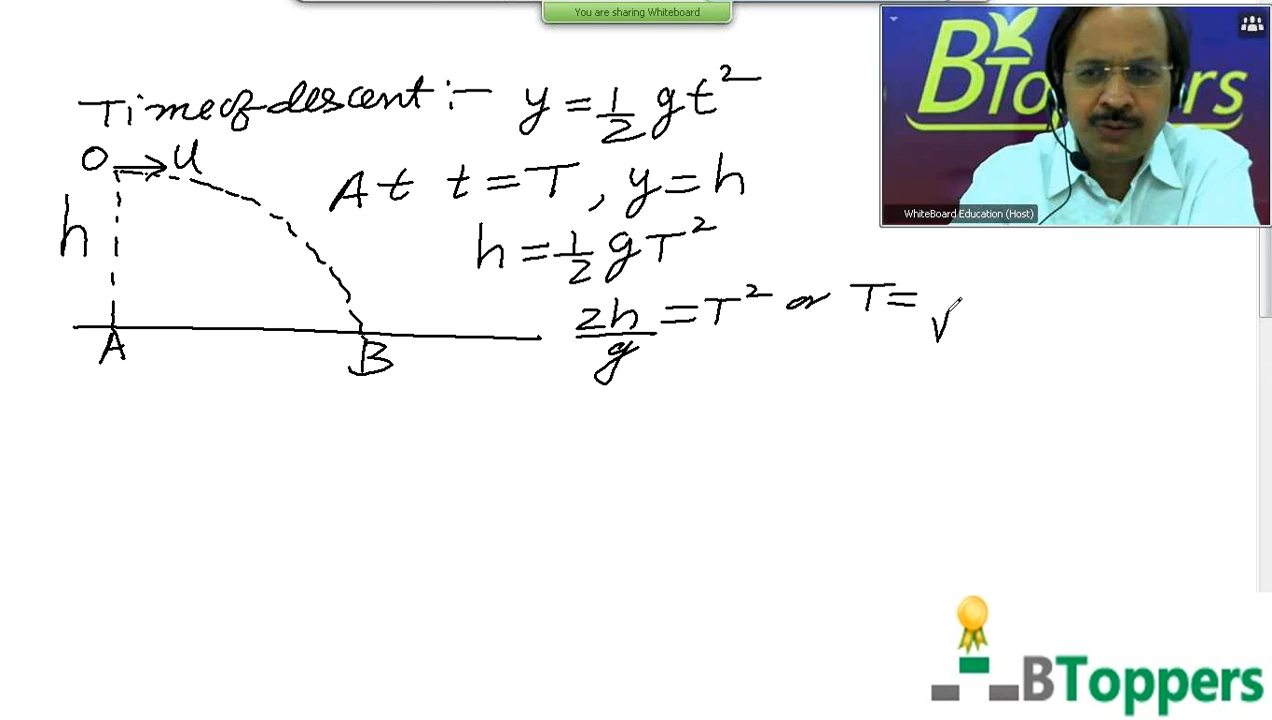 You are sharing Whiteboard
BToppers
WhiteBoard Education (Host)
Time of descent :- y = 1/2 gt²
O → u
At t = T, y = h
h
h = 1/2 gT²
2h/g = T² or T = √
A
B
BToppers